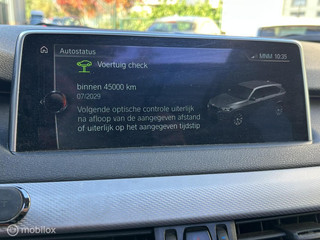 Autostatus
Voertuig check
binnen 45000 km
07/2029
Volgende optische controle uiterlijk
na afloop van de aangegeven afstand
of uiterlijk op het aangegeven tijdstip
mobilox